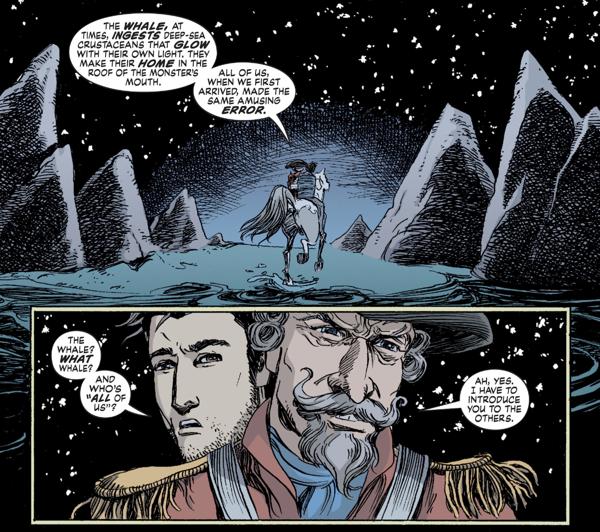 THE WHALE, AT
TIMES, INGESTS DEEP-SEA
CRUSTACEANS THAT GLOW
WITH THEIR OWN LIGHT. THEY
MAKE THEIR HOME IN THE
ROOF OF THE MONSTER'S
MOUTH.
ALL OF US,
WHEN WE FIRST
ARRIVED, MADE THE
SAME AMUSING
ERROR.
THE
WHALE?
WHAT
WHALE?
AND
WHO'S
"ALL OF
US"?
AH, YES.
I HAVE TO
INTRODUCE
YOU TO THE
OTHERS.